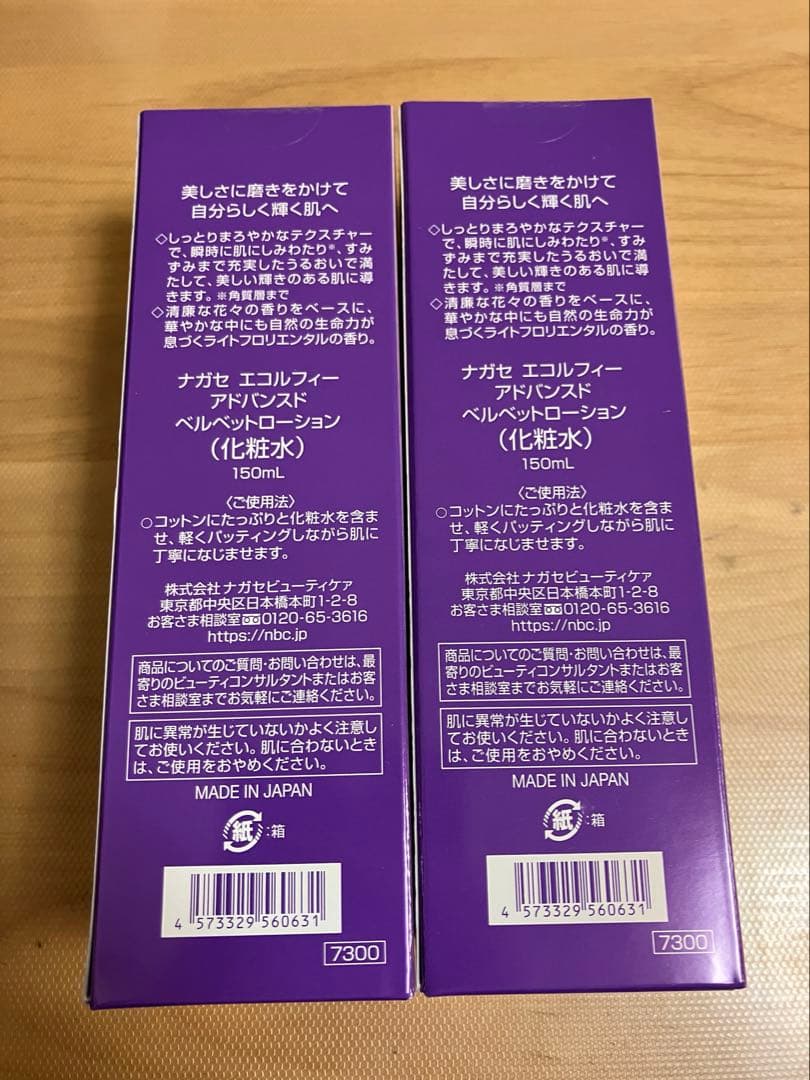 美しさに磨きをかけて
自分らしく輝く肌へ
◇しっとりまろやかなテクスチャー
で、瞬時に肌にしみわたり※、すみ
ずみまで充実したうるおいで満
たして、美しい輝きのある肌に導
きます。※角質層まで
◇清廉な花々の香りをベースに、
華やかな中にも自然の生命力が
息づくライトフロリエンタルの香り。
ナガセ エコルフィー
アドバンスド
ベルベットローション
（化粧水）
150mL
〈ご使用法〉
○コットンにたっぷりと化粧水を含ま
せ、軽くパッティングしながら肌に
丁寧になじませます。
株式会社 ナガセビューティケァ
東京都中央区日本橋本町1-2-8
お客さま相談室 0120-65-3616
https://nbc.jp
商品についてのご質問・お問い合わせは、最
寄りのビューティコンサルタントまたはお客
さま相談室までお気軽にご連絡ください。
肌に異常が生じていないかよく注意し
てお使いください。肌に合わないとき
は、ご使用をおやめください。
MADE IN JAPAN
紙:箱
4 573329 560631
7300
美しさに磨きをかけて
自分らしく輝く肌へ
◇しっとりまろやかなテクスチャー
で、瞬時に肌にしみわたり※、すみ
ずみまで充実したうるおいで満
たして、美しい輝きのある肌に導
きます。※角質層まで
◇清廉な花々の香りをベースに、
華やかな中にも自然の生命力が
息づくライトフロリエンタルの香り。
ナガセ エコルフィー
アドバンスド
ベルベットローション
（化粧水）
150mL
〈ご使用法〉
○コットンにたっぷりと化粧水を含ま
せ、軽くパッティングしながら肌に
丁寧になじませます。
株式会社 ナガセビューティケァ
東京都中央区日本橋本町1-2-8
お客さま相談室 0120-65-3616
https://nbc.jp
商品についてのご質問・お問い合わせは、最
寄りのビューティコンサルタントまたはお客
さま相談室までお気軽にご連絡ください。
肌に異常が生じていないかよく注意し
てお使いください。肌に合わないとき
は、ご使用をおやめください。
MADE IN JAPAN
紙:箱
4 573329 560631
7300